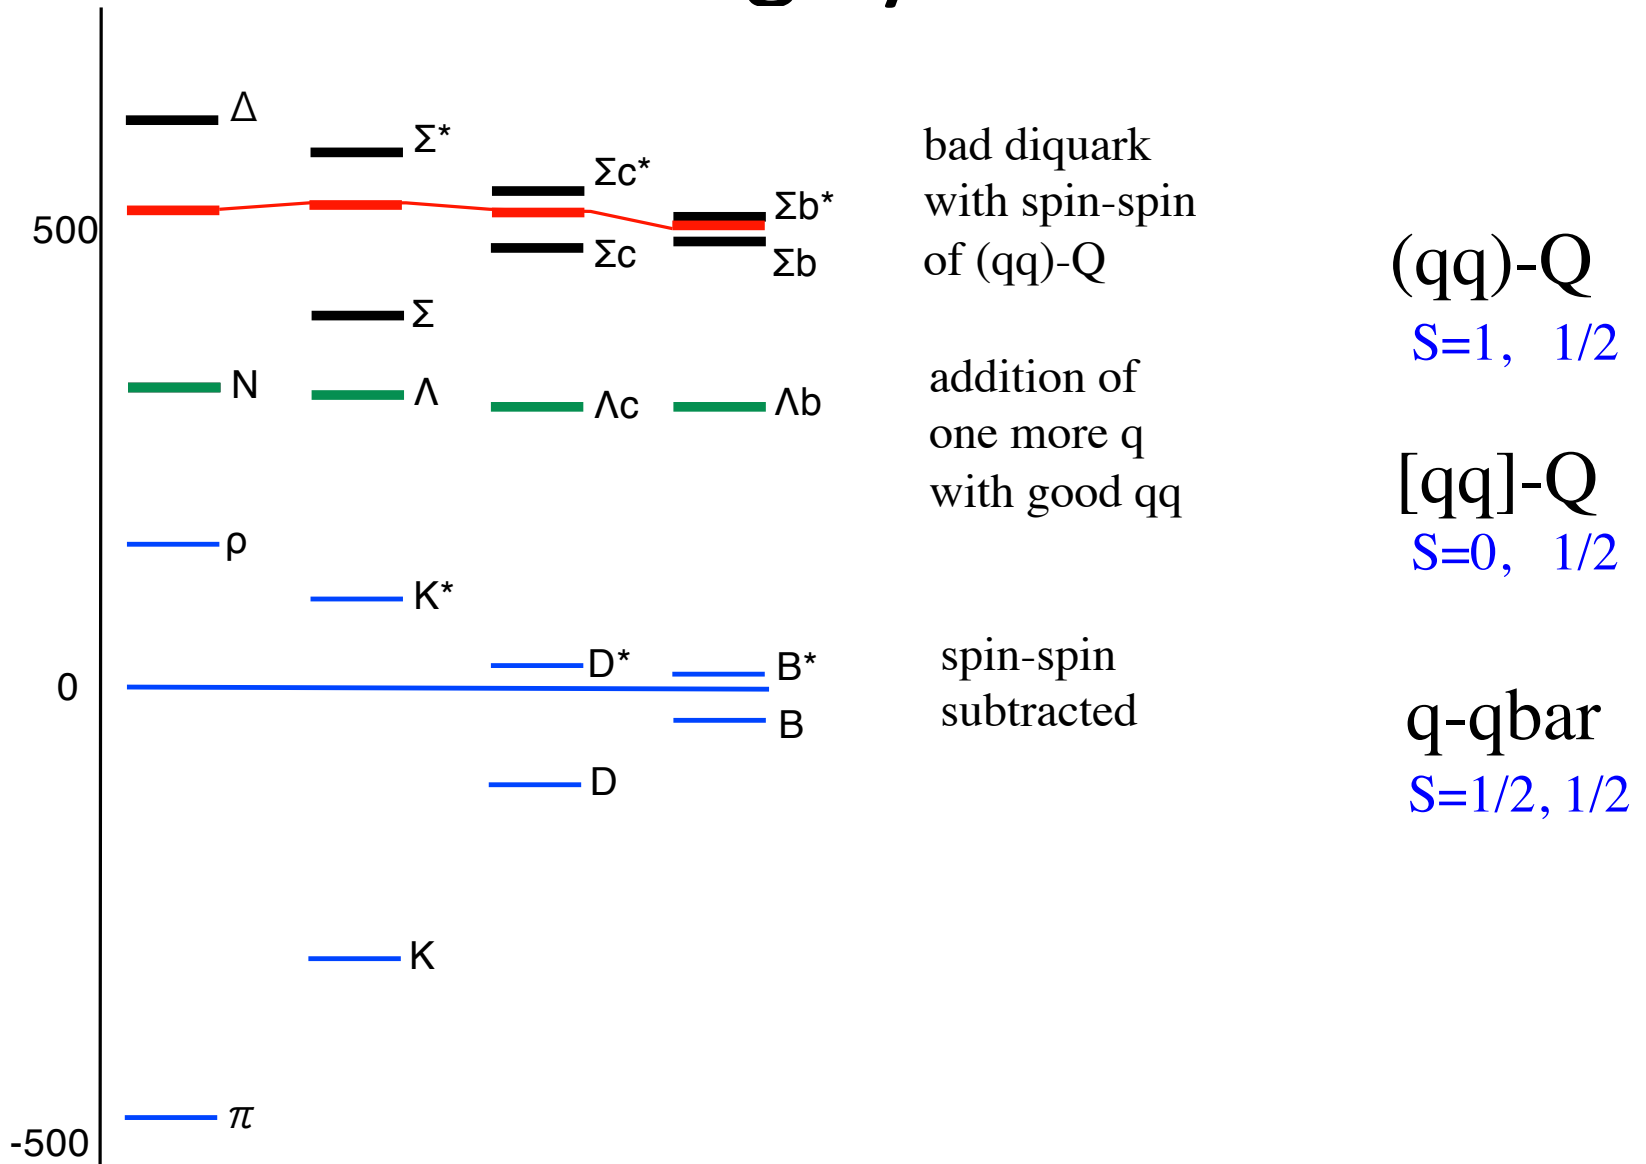 Δ
Σ*
Σc*
Σb*
500
Σc
Σb
Σ
N
Λ
Λc
Λb
ρ
K*
D*
B*
0
B
D
K
π
-500
bad diquark
with spin-spin
of (qq)-Q
addition of
one more q
with good qq
spin-spin
subtracted
(qq)-Q
S=1, 1/2
[qq]-Q
S=0, 1/2
q-qbar
S=1/2, 1/2